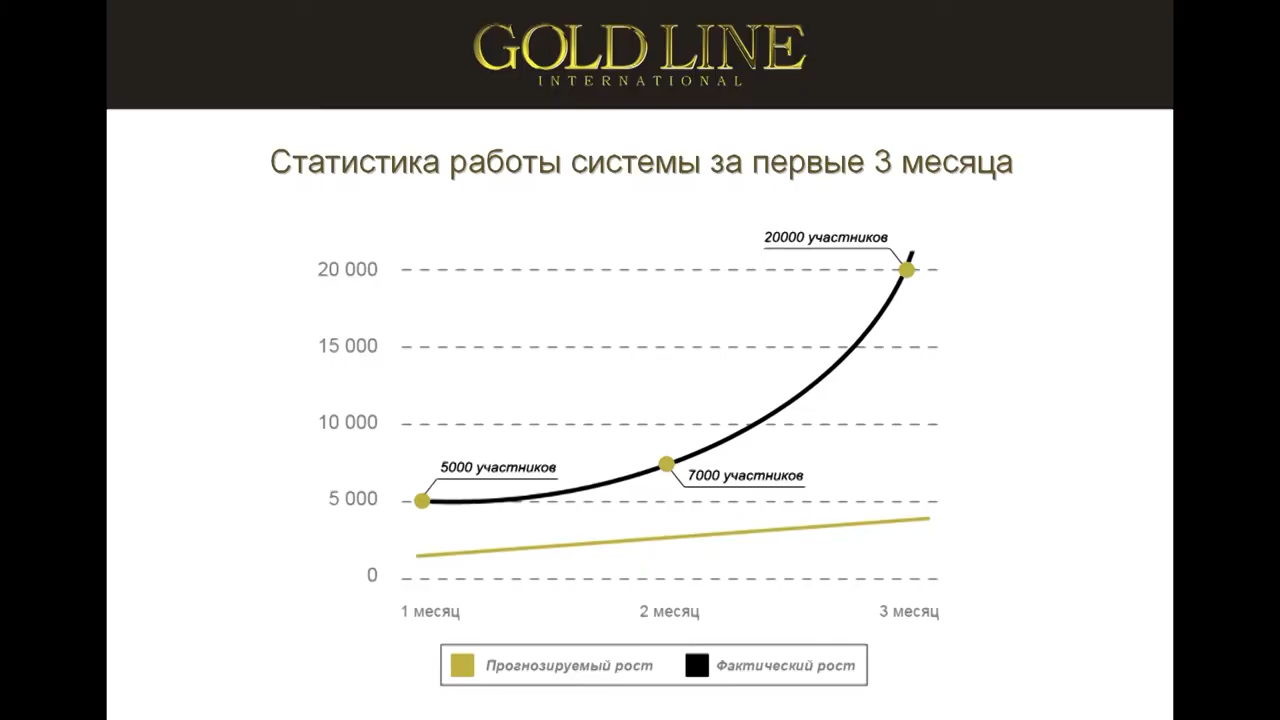 GOLD LINE
INTERNATIONAL
Статистика работы системы за первые 3 месяца
20000 участников
20 000
15 000
10 000
5000 участников
7000 участников
5 000
0
1 месяц 2 месяц 3 месяц
Прогнозируемый рост Фактический рост